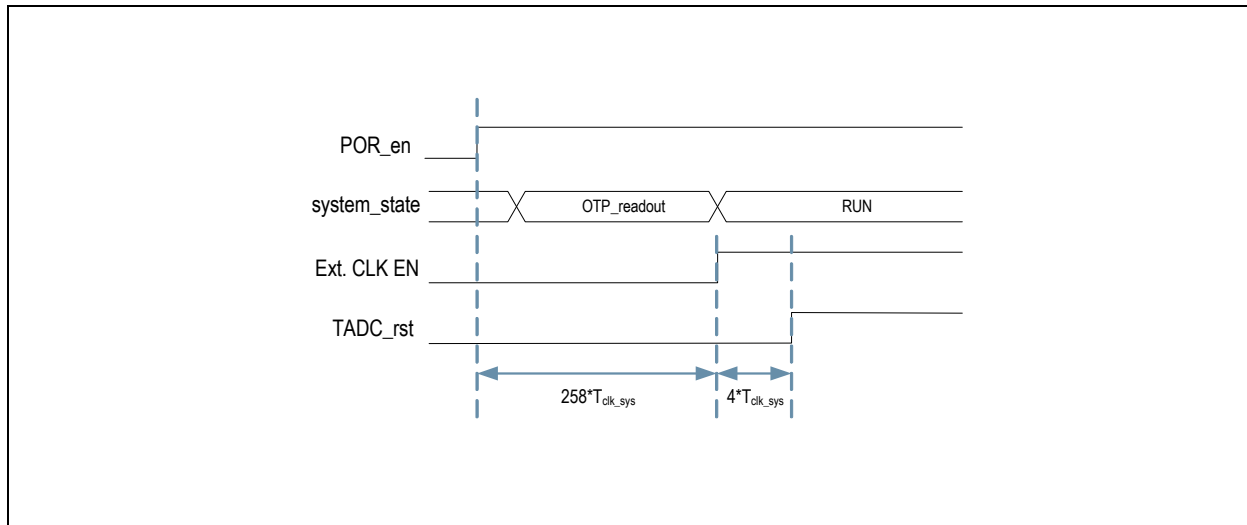 POR_en
system_state
OTP_readout
RUN
Ext. CLK EN
TADC_rst
258*Tclk_sys
4*Tclk_sys